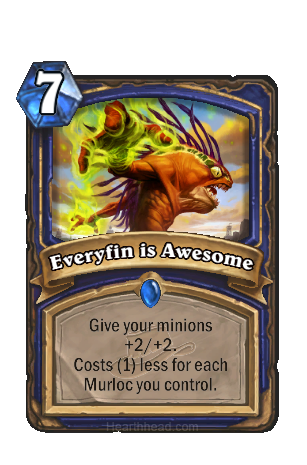 7
Everyfin is Awesome
Give your minions
+2/+2.
Costs (1) less for each
Murloc you control.
Hearthhead.com